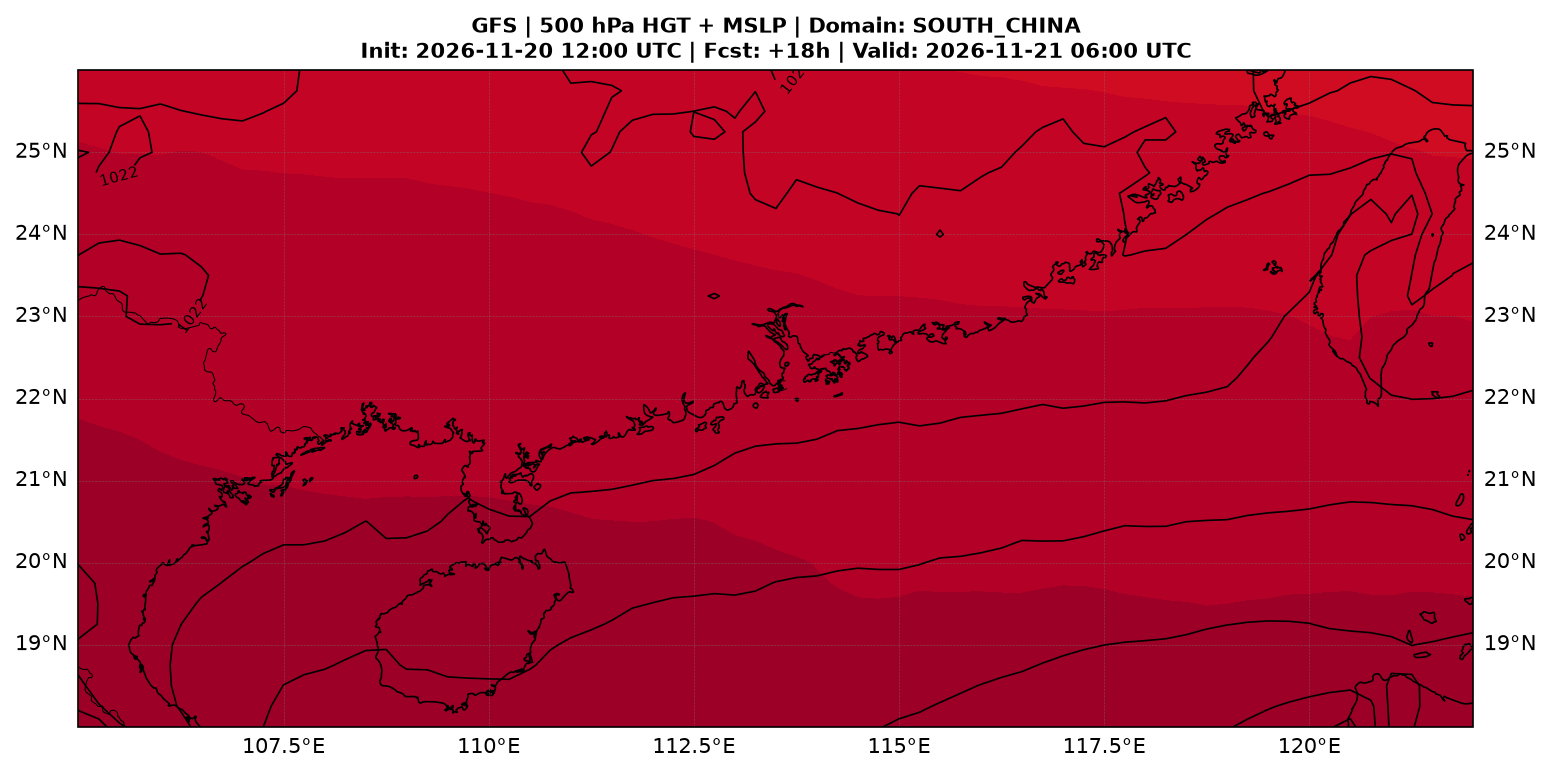 GFS | 500 hPa HGT + MSLP | Domain: SOUTH_CHINA
Init: 2026-11-20 12:00 UTC | Fcst: +18h | Valid: 2026-11-21 06:00 UTC
25°N 1022 25°N
24°N 24°N
23°N 1022 23°N
22°N 22°N
21°N 21°N
20°N 20°N
19°N 19°N
107.5°E 110°E 112.5°E 115°E 117.5°E 120°E